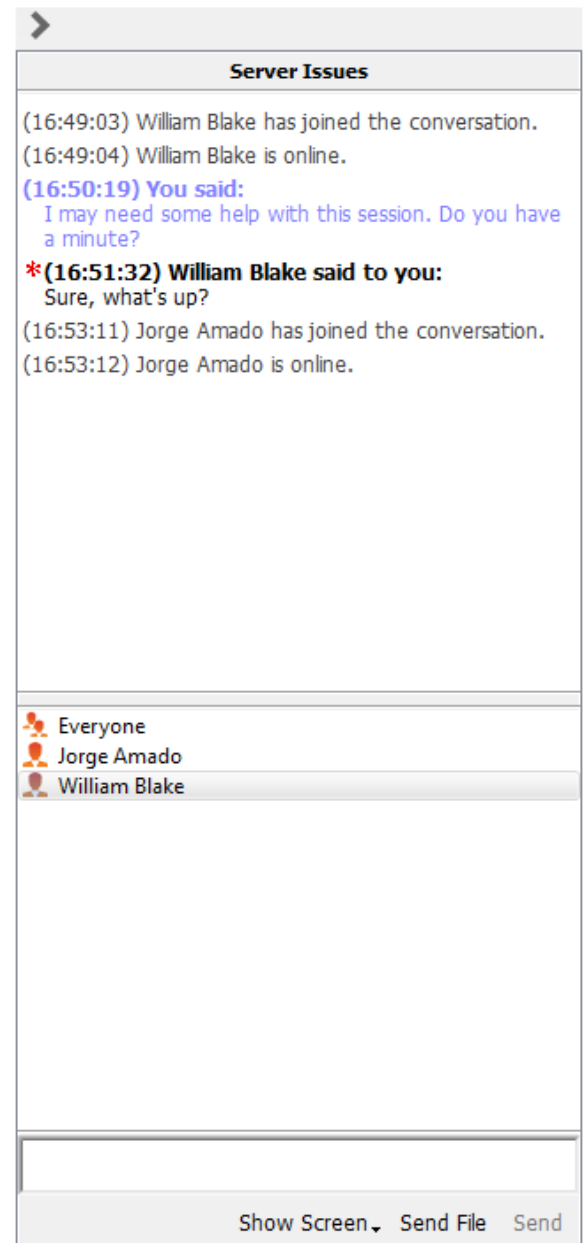 Server Issues
(16:49:03) William Blake has joined the conversation.
(16:49:04) William Blake is online.
(16:50:19) You said:
I may need some help with this session. Do you have
a minute?
*(16:51:32) William Blake said to you:
Sure, what's up?
(16:53:11) Jorge Amado has joined the conversation.
(16:53:12) Jorge Amado is online.
Everyone
Jorge Amado
William Blake
Show Screen Send File Send